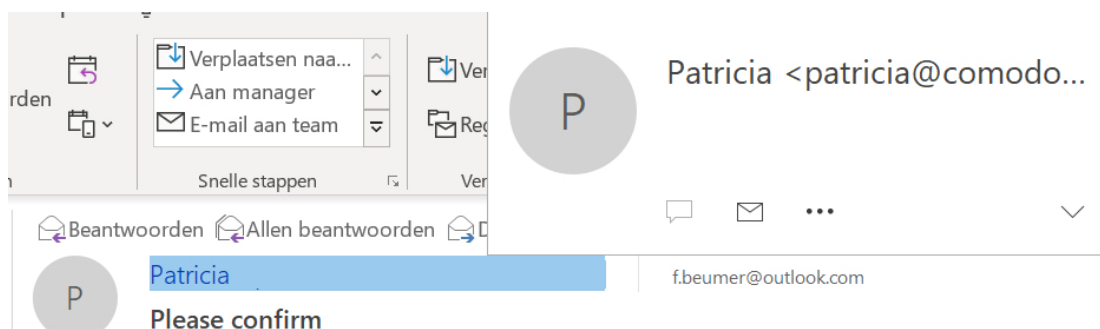 Verplaatsen naa...
Aan manager
E-mail aan team
Snelle stappen
rden
Ver
Reg
Ver
P
Patricia <patricia@comodo...
Beantwoorden
Allen beantwoorden
D
P
Patricia
f.beumer@outlook.com
Please confirm